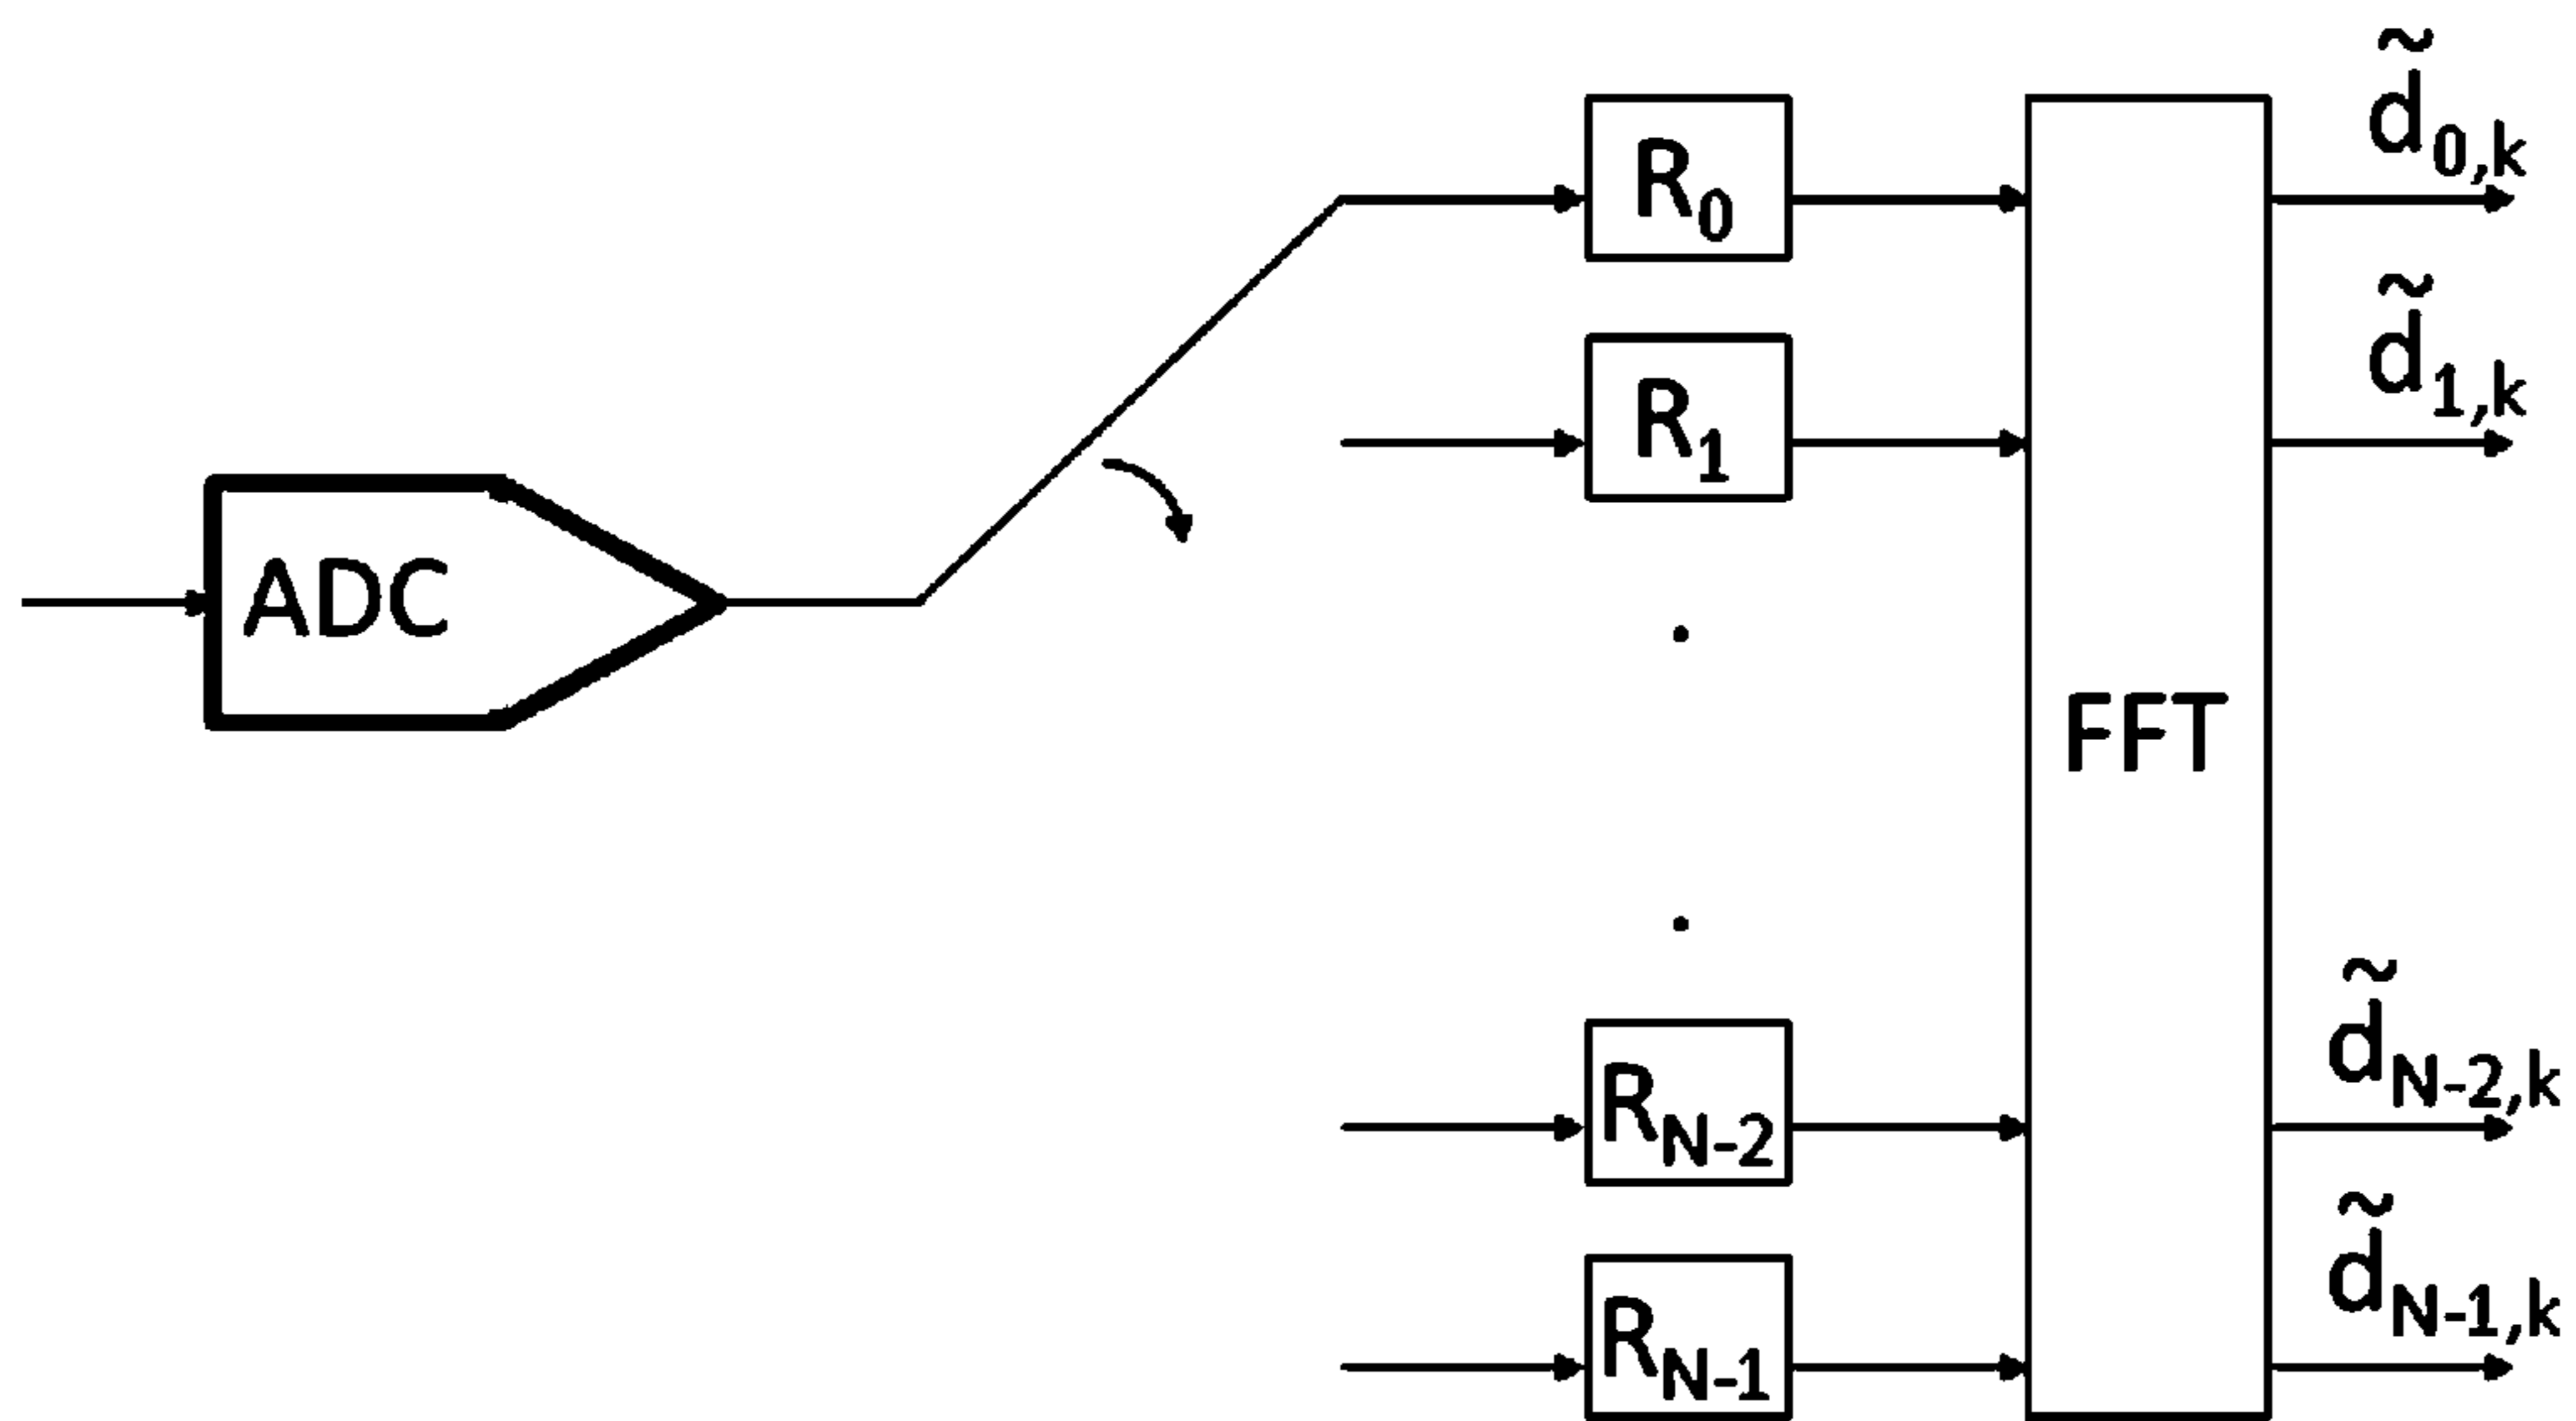 d̃0,k
R0
d̃1,k
R1
ADC
FFT
d̃N-2,k
RN-2
d̃N-1,k
RN-1